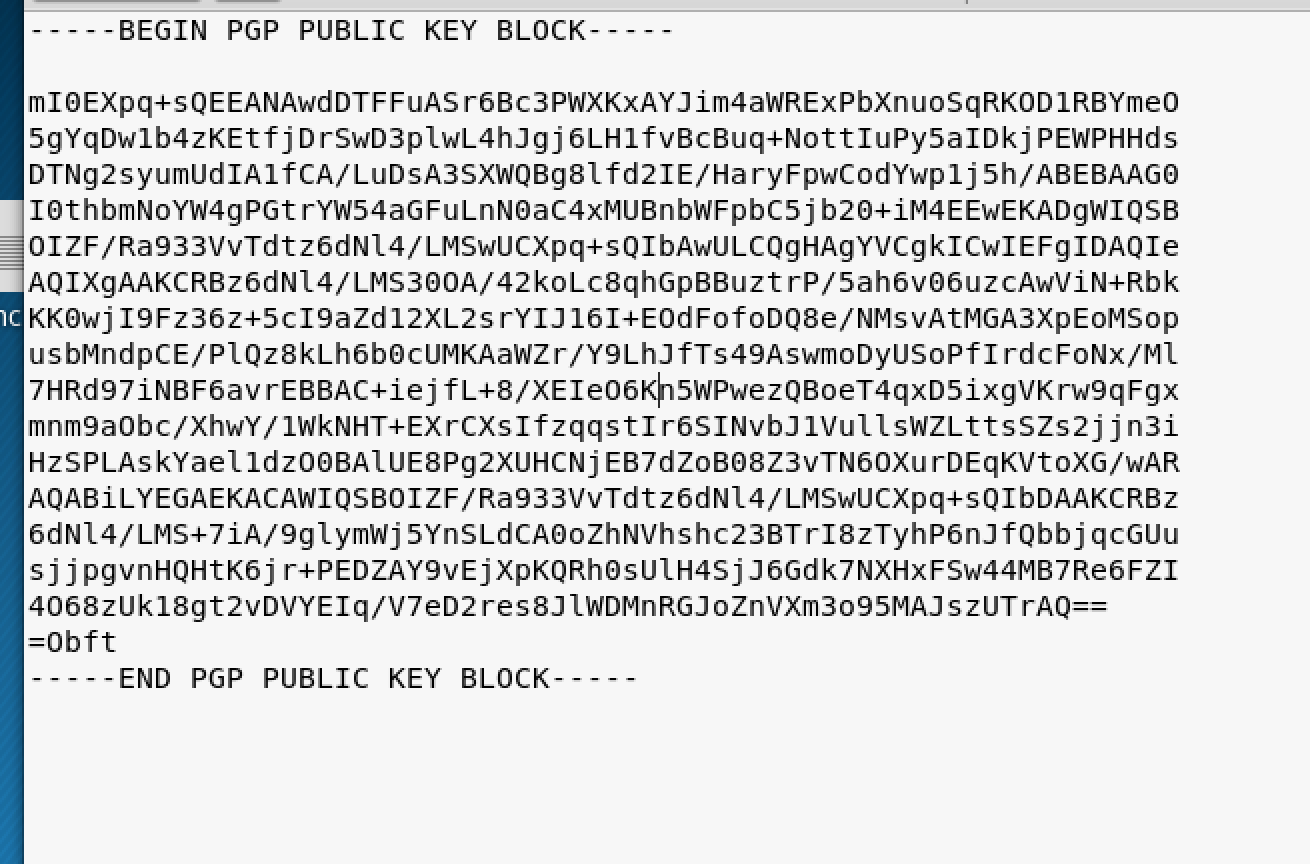 -----BEGIN PGP PUBLIC KEY BLOCK-----

mI0EXpq+sQEEANAwdDTFFuASr6Bc3PWXKxAYJim4aWRExPbXnuoSqRKOD1RBYmeO
5gYqDw1b4zKEtfjDrSwD3plwL4hJgj6LH1fvBcBuq+NottIuPy5aIDkjPEWPHHds
DTNg2syumUdIA1fCA/LuDsA3SXWQBg8lfd2IE/HaryFpwCodYwp1j5h/ABEBAAG0
I0thbmNoYW4gPGtrYW54aGFuLnN0aC4xMUBnbWFpbC5jb20+iM4EEwEKADgWIQSB
OIZF/Ra933VvTdtz6dNl4/LMSwUCXpq+sQIbAwULCQgHAgYVCgkICwIEFgIDAQIe
AQIXgAAKCRBz6dNl4/LMS30OA/42koLc8qhGpBBuztrP/5ah6v06uzcAwViN+Rbk
KK0wjI9Fz36z+5cI9aZd12XL2srYIJ16I+EOdFofoDQ8e/NMsvAtMGA3XpEoMSop
usbMndpCE/PlQz8kLh6b0cUMKAaWZr/Y9LhJfTs49AswmoDyUSoPfIrdcFoNx/Ml
7HRd97iNBF6avrEBBAC+iejfL+8/XEIeO6Kn5WPwezQBoeT4qxD5ixgVKrw9qFgx
mnm9aObc/XhwY/1WkNHT+EXrCXsIfzqqstIr6SINvbJ1VullsWZLttsSZs2jjn3i
HzSPLAskYael1dzO0BAlUE8Pg2XUHCNjEB7dZoB08Z3vTN6OXurDEqKVtoXG/wAR
AQABiLYEGAEKACAWIQSBOIZF/Ra933VvTdtz6dNl4/LMSwUCXpq+sQIbDAAKCRBz
6dNl4/LMS+7iA/9glymWj5YnSLdCA0oZhNVhshc23BTrI8zTyhP6nJfQbbjqcGUu
sjjpgvnHQHtK6jr+PEDZAY9vEjXpKQRh0sUlH4SjJ6Gdk7NXHxFSw44MB7Re6FZI
4O68zUk18gt2vDVYEIq/V7eD2res8JlWDMnRGJoZnVXm3o95MAJszUTrAQ==
=Obft
-----END PGP PUBLIC KEY BLOCK-----